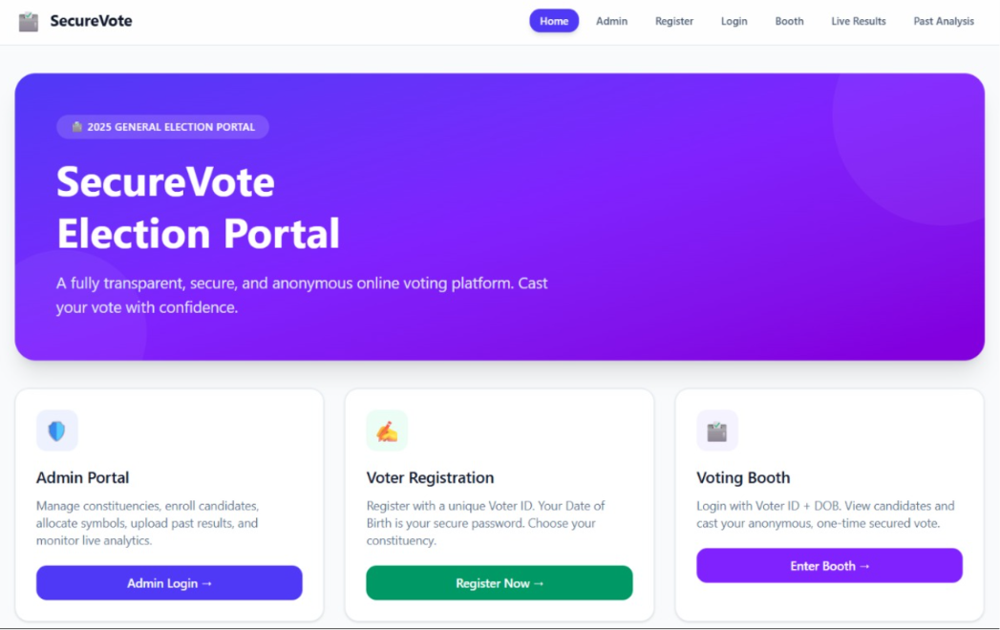 SecureVote
Home Admin Register Login Booth Live Results Past Analysis
2025 GENERAL ELECTION PORTAL
SecureVote
Election Portal
A fully transparent, secure, and anonymous online voting platform. Cast
your vote with confidence.
Admin Portal
Manage constituencies, enroll candidates,
allocate symbols, upload past results, and
monitor live analytics.
Admin Login →
Voter Registration
Register with a unique Voter ID. Your Date of
Birth is your secure password. Choose your
constituency.
Register Now →
Voting Booth
Login with Voter ID + DOB. View candidates and
cast your anonymous, one-time secured vote.
Enter Booth →